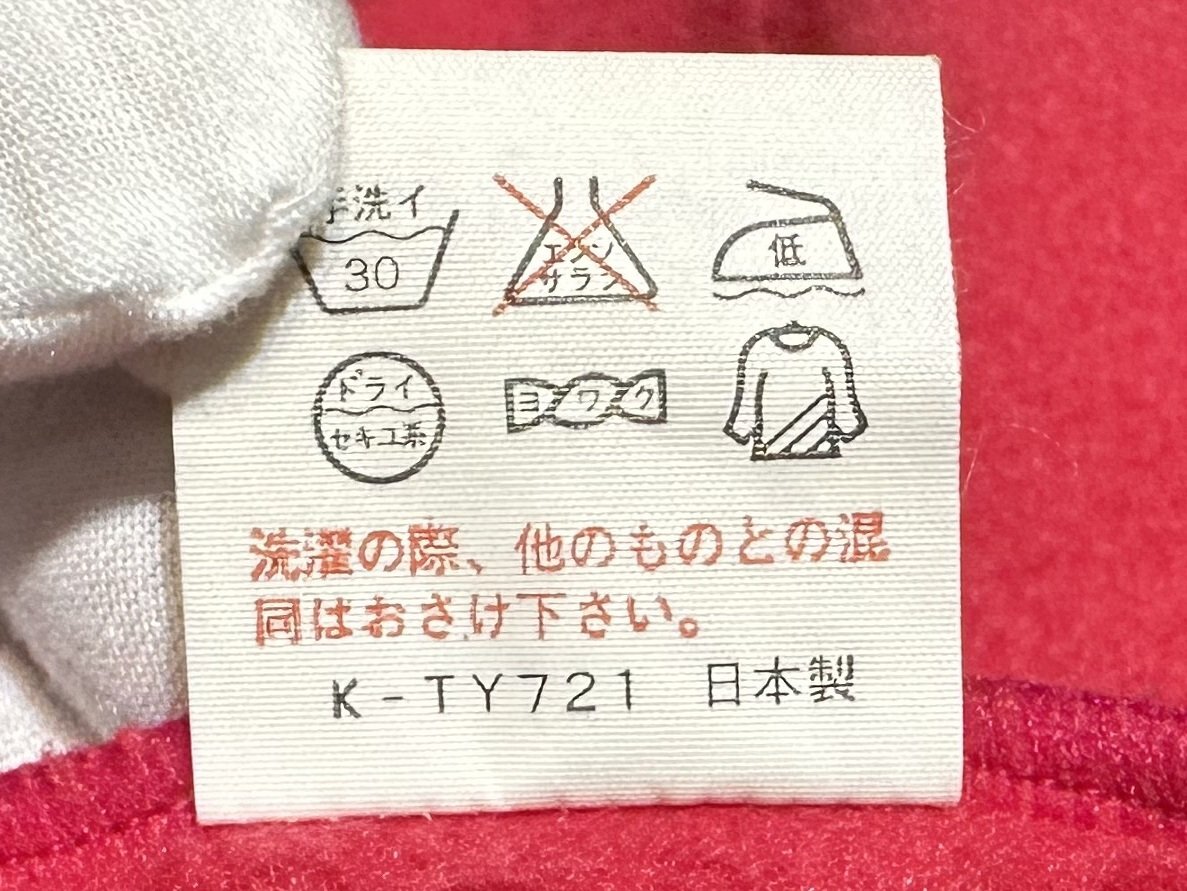 手洗イ
30
エンソ
サラシ
低
ドライ
セキユ系
ヨワク
洗濯の際、他のものとの混
同はおさけ下さい。
K-TY721 日本製